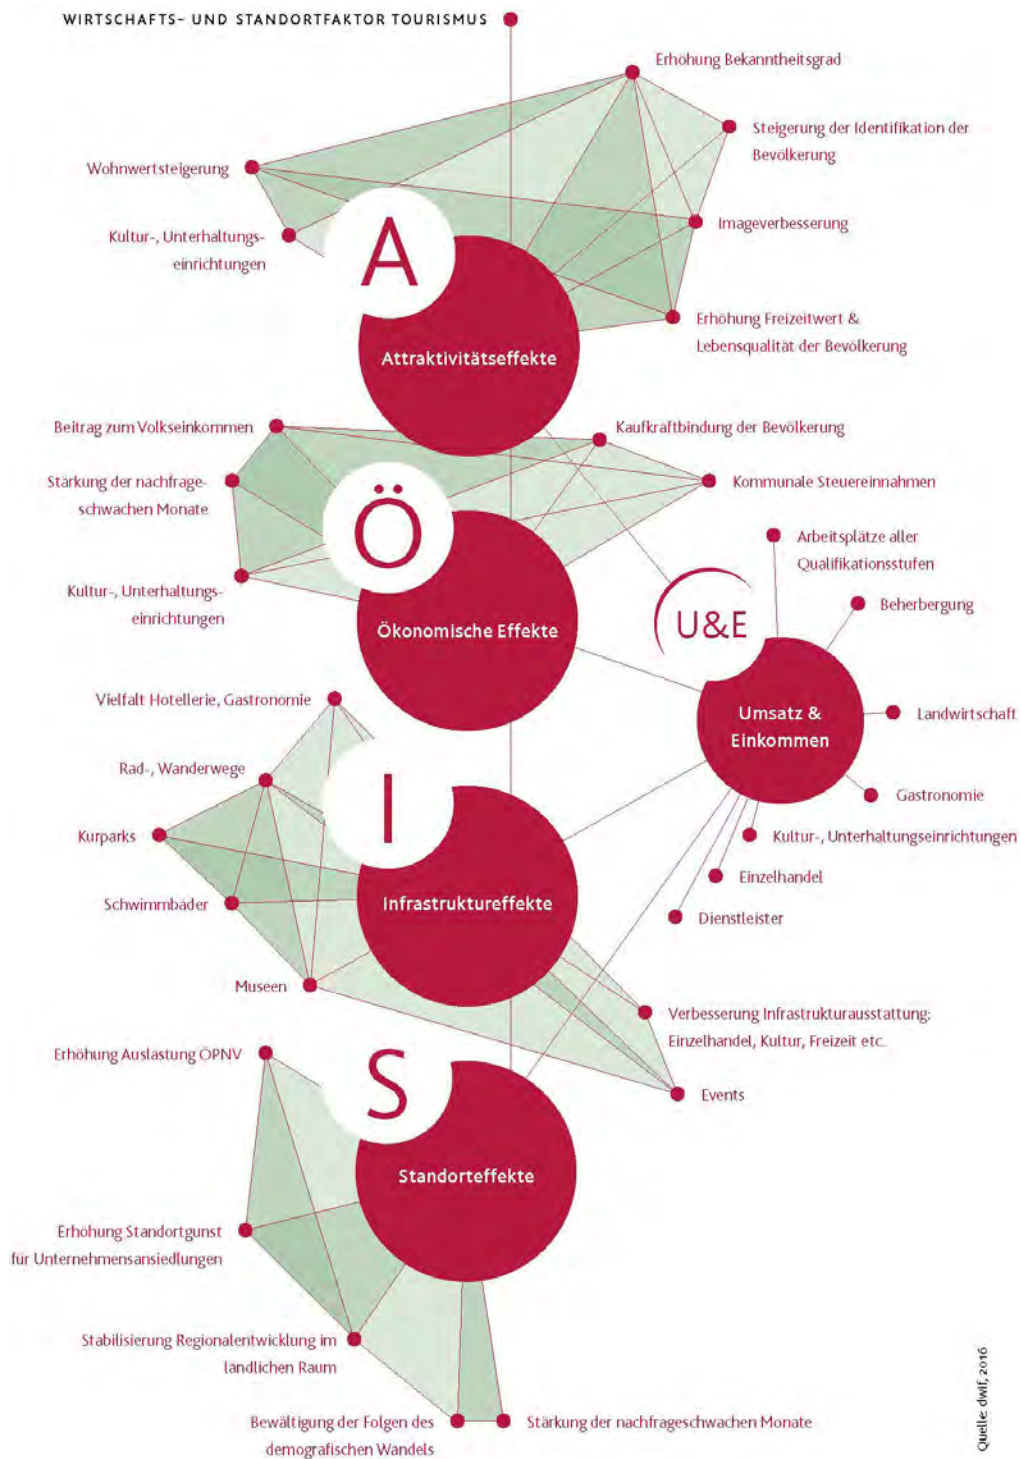 WIRTSCHAFTS- UND STANDORTFAKTOR TOURISMUS
Erhöhung Bekanntheitsgrad
Steigerung der Identifikation der
Bevölkerung
Wohnwertsteigerung
Kultur-, Unterhaltungs-
einrichtungen
Imageverbesserung
A
Erhöhung Freizeitwert &
Lebensqualität der Bevölkerung
Attraktivitätseffekte
Beitrag zum Volkseinkommen
Kaufkraftbindung der Bevölkerung
Stärkung der nachfrage-
schwachen Monate
Kommunale Steuereinnahmen
Ö
Kultur-, Unterhaltungs-
einrichtungen
Ökonomische Effekte
Arbeitsplätze aller
Qualifikationsstufen
Beherbergung
U&E
Umsatz &
Einkommen
Landwirtschaft
Gastronomie
Kultur-, Unterhaltungseinrichtungen
Einzelhandel
Dienstleister
Vielfalt Hotellerie, Gastronomie
Rad-, Wanderwege
I
Kurparks
Schwimmbäder
Infrastruktureffekte
Museen
Verbesserung Infrastrukturausstattung:
Einzelhandel, Kultur, Freizeit etc.
Events
Erhöhung Auslastung ÖPNV
S
Standorteffekte
Erhöhung Standortgunst
für Unternehmensansiedlungen
Stabilisierung Regionalentwicklung im
ländlichen Raum
Bewältigung der Folgen des
demografischen Wandels
Stärkung der nachfrageschwachen Monate
Quelle: dwif, 2016